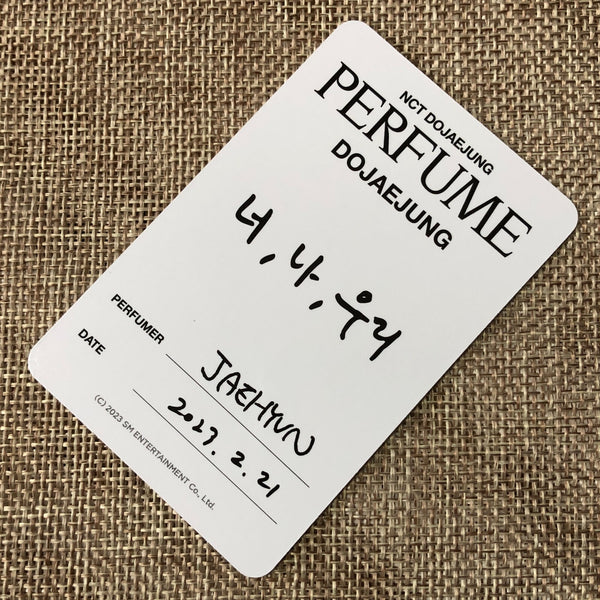 NCT DOJAEJUNG
PERFUME
DOJAEJUNG
너, 나, 우리
PERFUMER JAEHYUN
DATE 2023. 2. 21
(C) 2023 SM ENTERTAINMENT Co., Ltd.